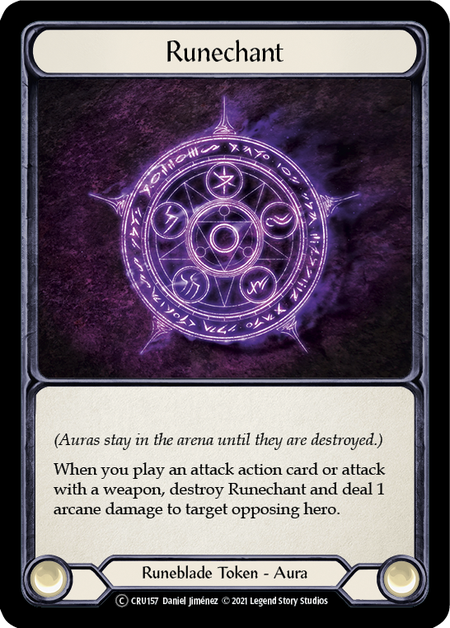 Runechant
(Auras stay in the arena until they are destroyed.)
When you play an attack action card or attack
with a weapon, destroy Runechant and deal 1
arcane damage to target opposing hero.
Runeblade Token - Aura
C CRU157 Daniel Jiménez © 2021 Legend Story Studios